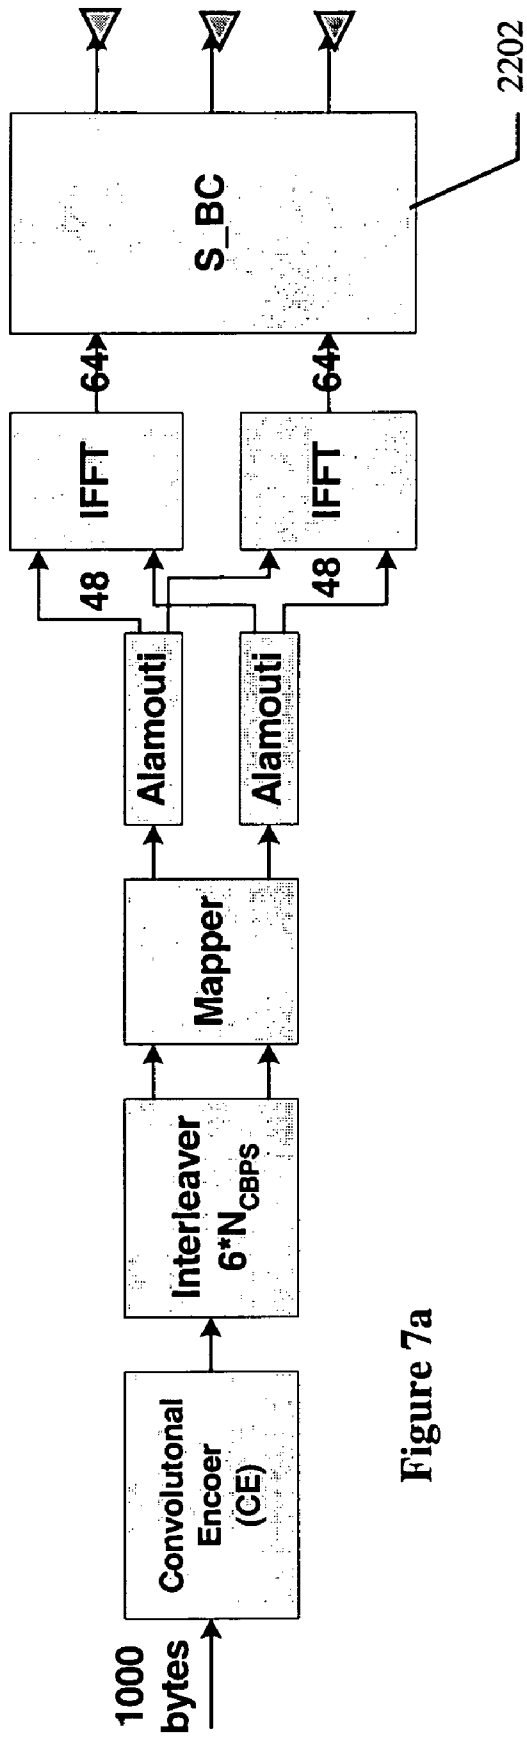 1000
bytes
Convolutonal
Encoer
(CE)
Interleaver
6*N_CBPS
Mapper
Alamouti
Alamouti
48
48
IFFT
IFFT
64
64
S_BC
2202
Figure 7a